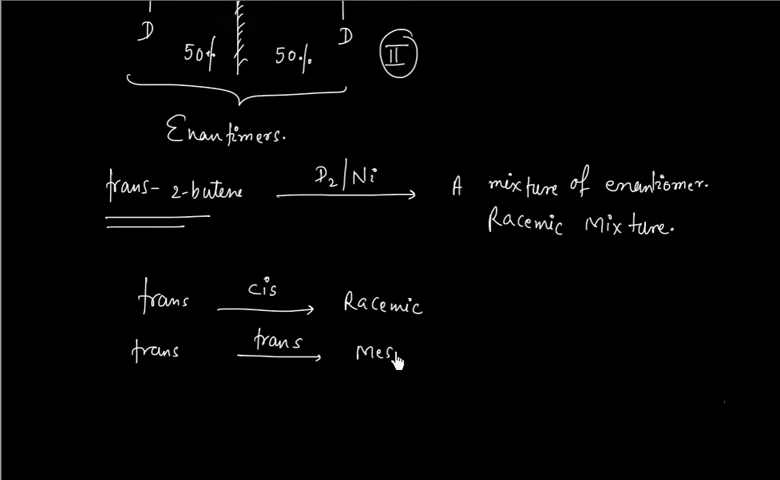 D D
50% 50% II
Enantimers.
trans- 2-butene D2/Ni A mixture of enantiomer.
Racemic Mixture.
trans cis Racemic
trans trans Mes